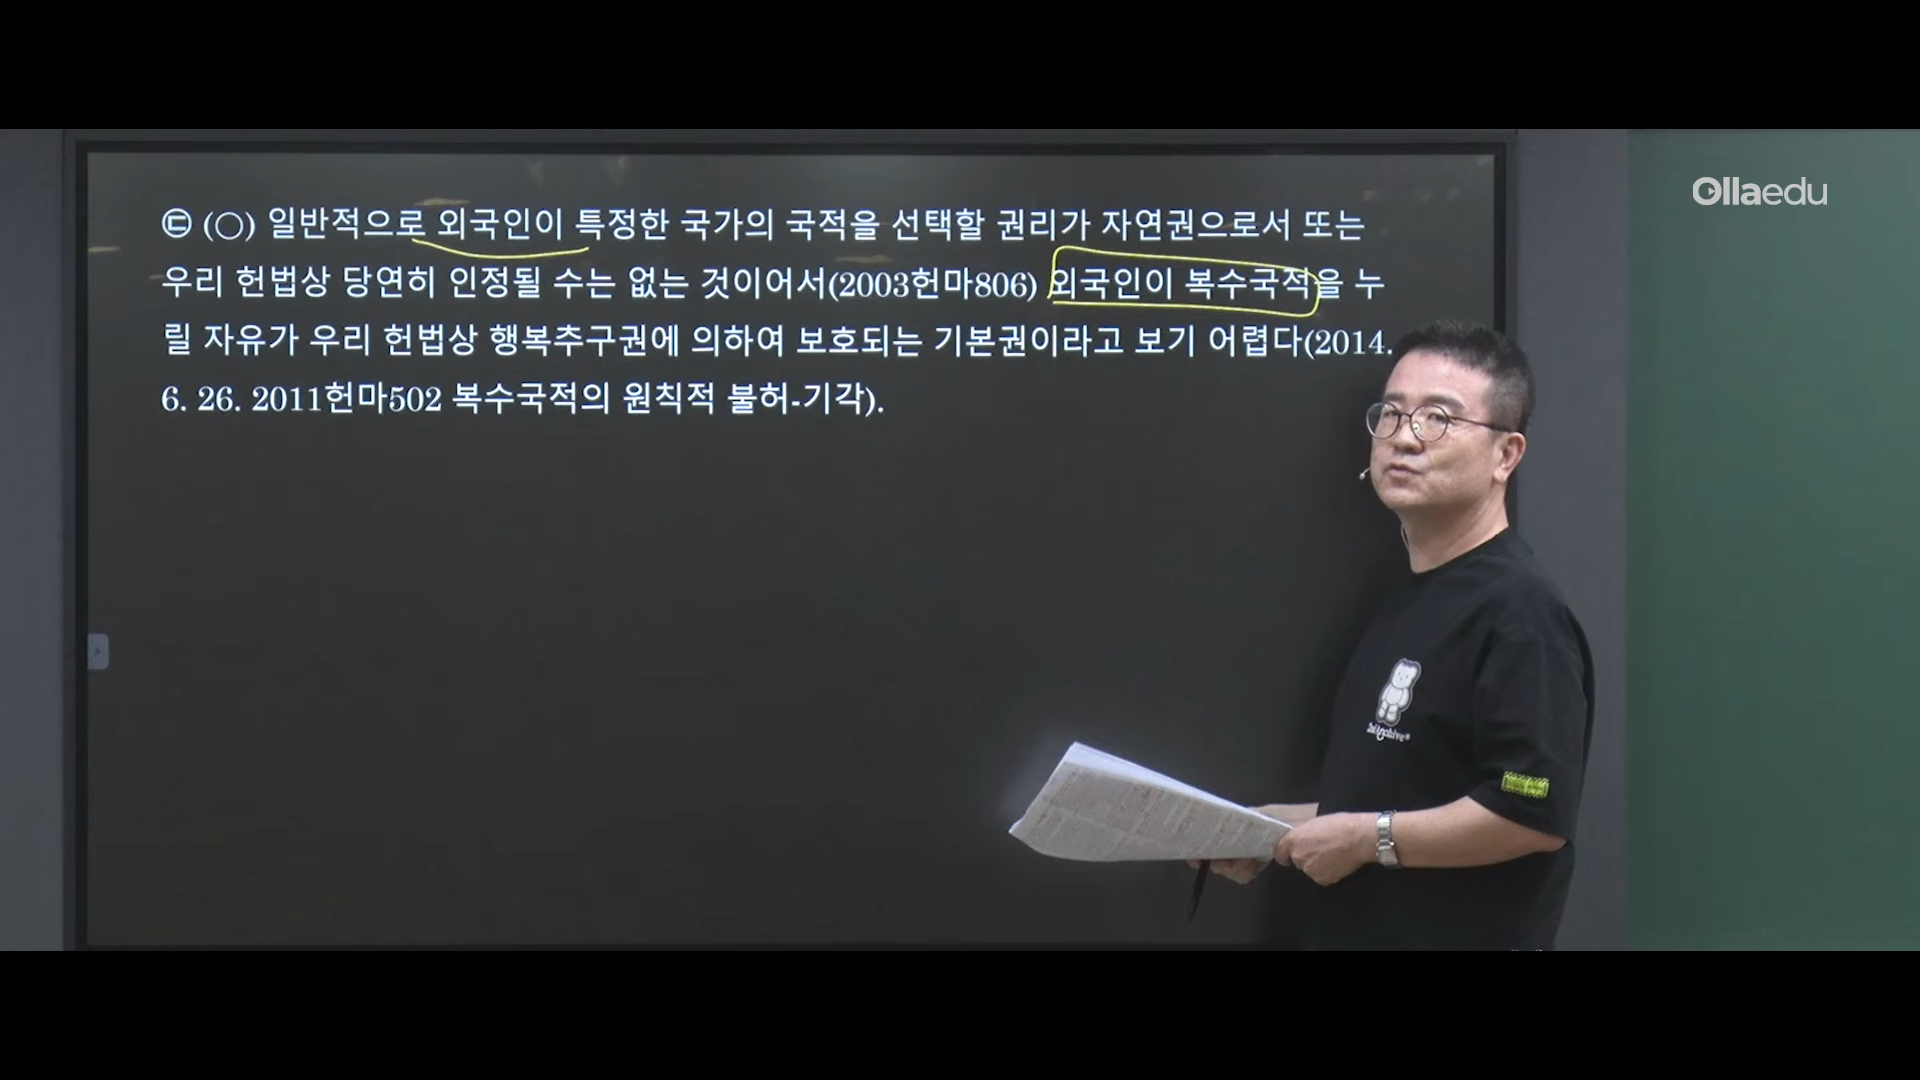 Ollaedu
㉢ (○) 일반적으로 외국인이 특정한 국가의 국적을 선택할 권리가 자연권으로서 또는
우리 헌법상 당연히 인정될 수는 없는 것이어서(2003헌마806) 외국인이 복수국적을 누
릴 자유가 우리 헌법상 행복추구권에 의하여 보호되는 기본권이라고 보기 어렵다(2014.
6. 26. 2011헌마502 복수국적의 원칙적 불허-기각).